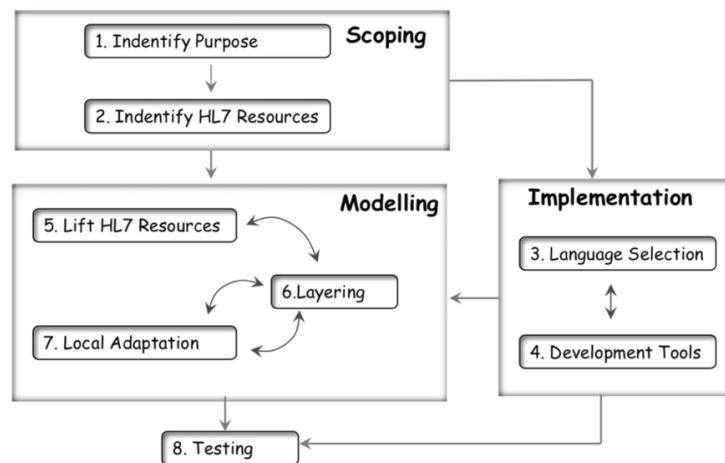 Scoping
1. Indentify Purpose
2. Indentify HL7 Resources
Modelling
5. Lift HL7 Resources
6.Layering
7. Local Adaptation
Implementation
3. Language Selection
4. Development Tools
8. Testing